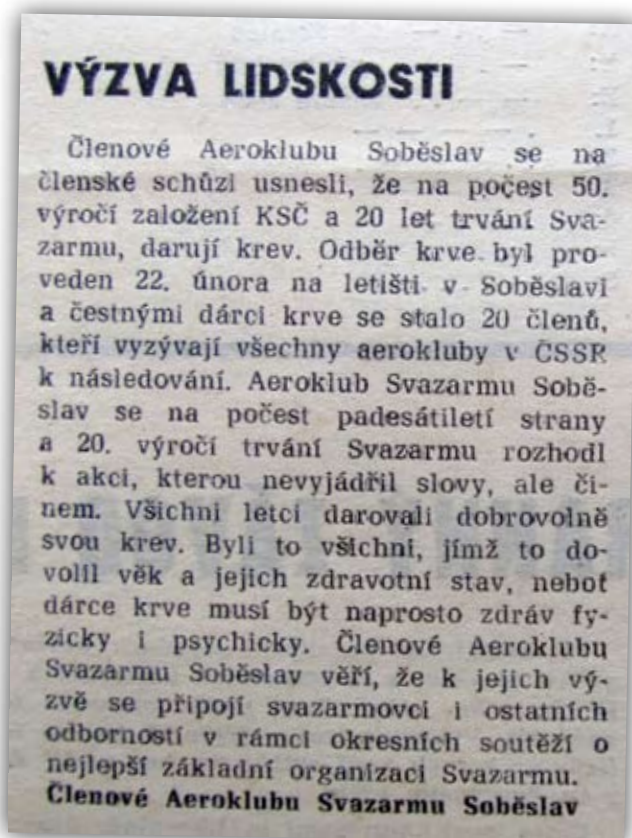 VÝZVA LIDSKOSTI
Členové Aeroklubu Soběslav se na
členské schůzi usnesli, že na počest 50.
výročí založení KSČ a 20 let trvání Sva-
zarmu, darují krev. Odběr krve byl pro-
veden 22. února na letišti v Soběslavi
a čestnými dárci krve se stalo 20 členů,
kteří vyzývají všechny aerokluby v ČSSR
k následování. Aeroklub Svazarmu Sobě-
slav se na počest padesátiletí strany
a 20. výročí trvání Svazarmu rozhodl
k akci, kterou nevyjádřil slovy, ale či-
nem. Všichni letci darovali dobrovolně
svou krev. Byli to všichni, jímž to do-
volil věk a jejich zdravotní stav, neboť
dárce krve musí být naprosto zdráv fy-
zicky i psychicky. Členové Aeroklubu
Svazarmu Soběslav věří, že k jejich vý-
zvě se připojí svazarmovci i ostatních
odborností v rámci okresních soutěží o
nejlepší základní organizaci Svazarmu.
Členové Aeroklubu Svazarmu Soběslav